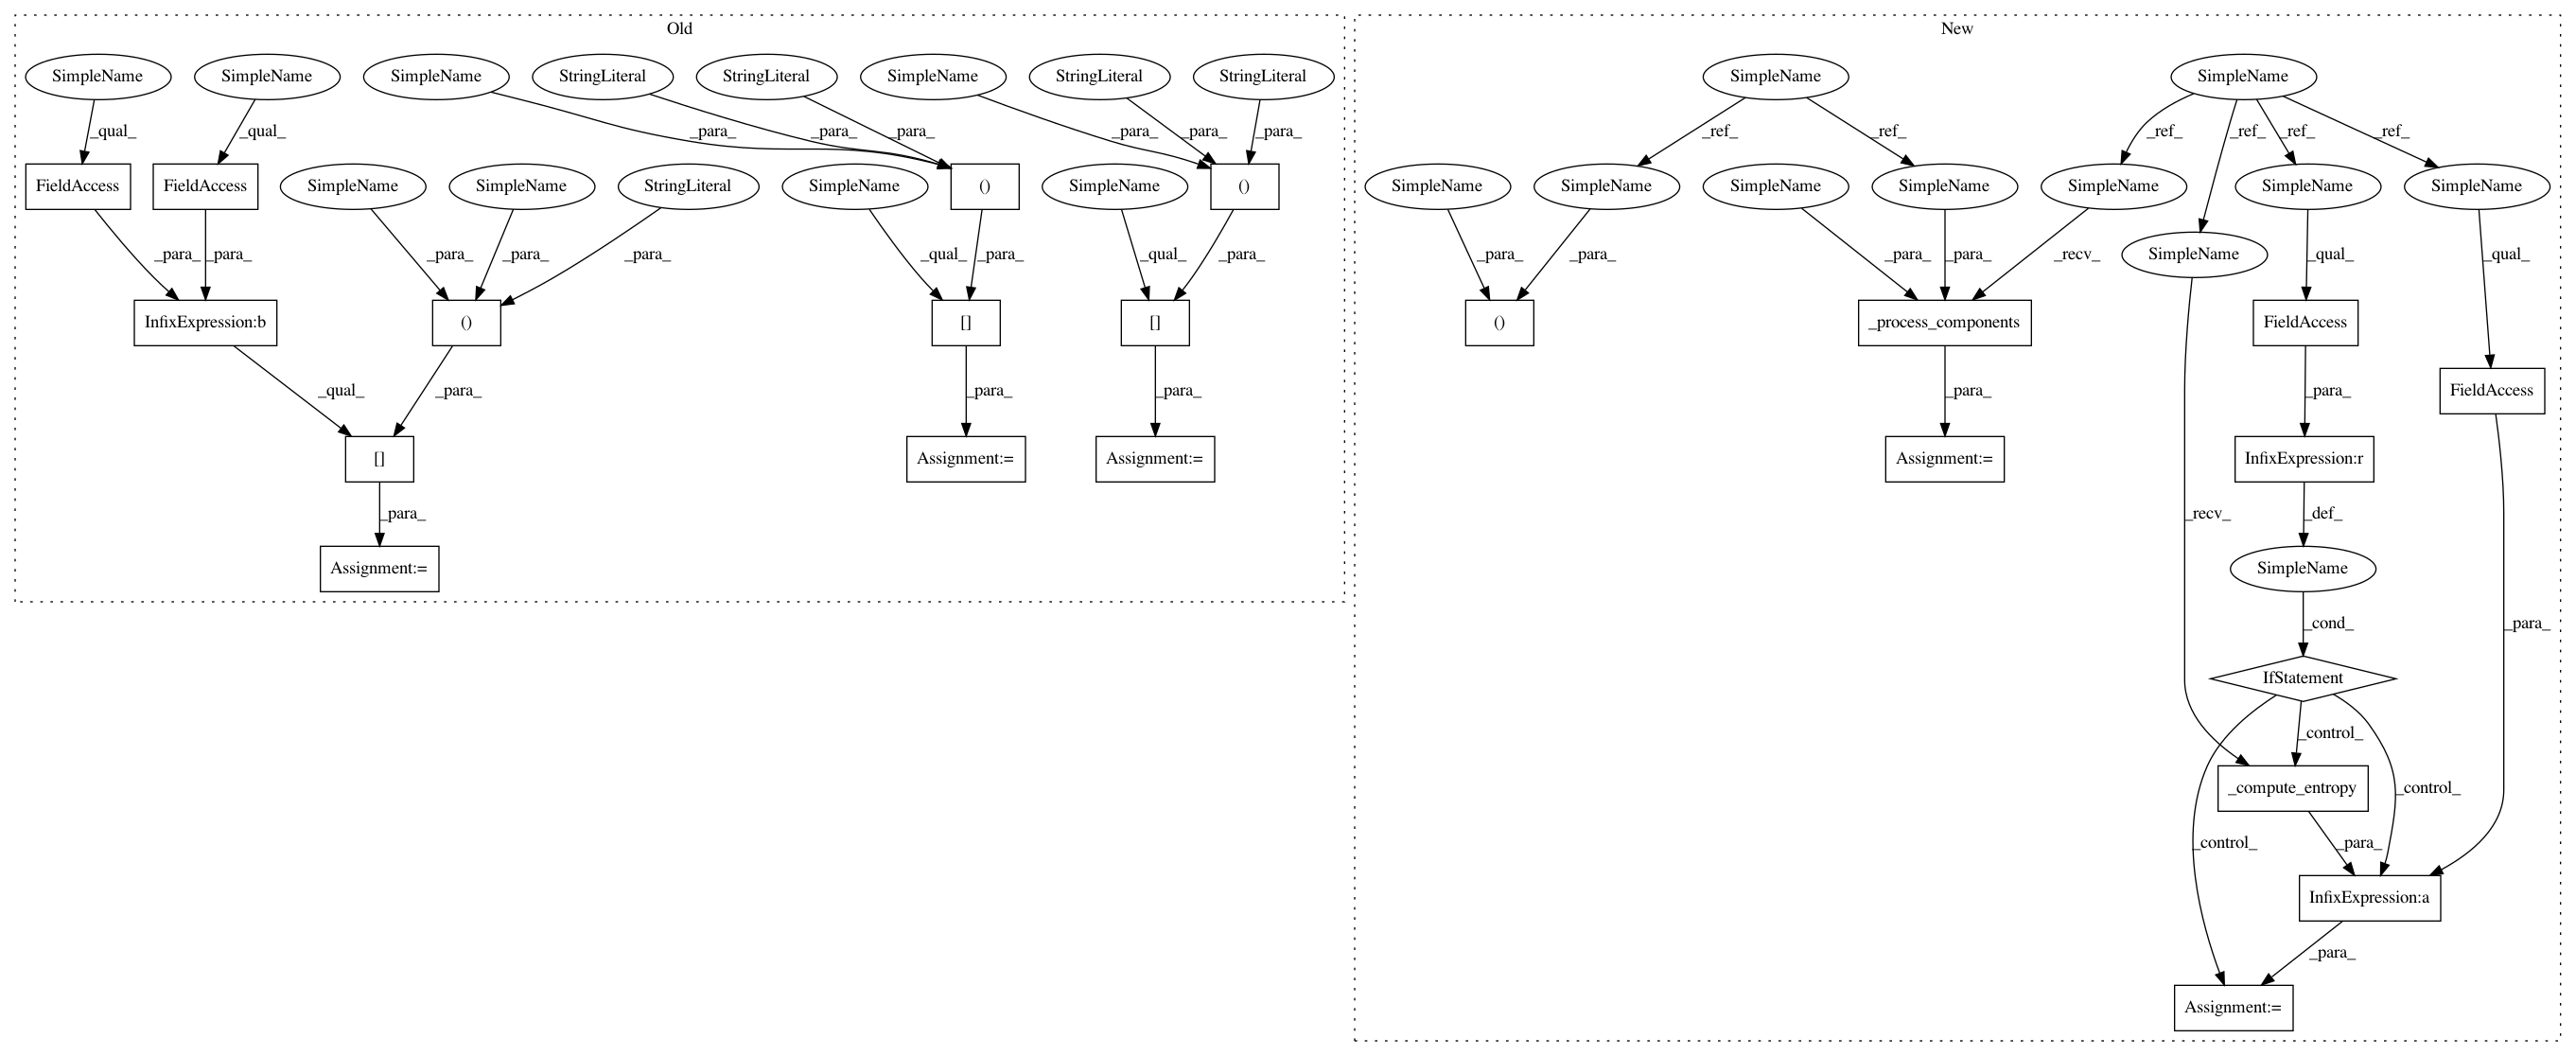 Old
New
SimpleName
SimpleName
SimpleName
StringLiteral
StringLiteral
SimpleName
StringLiteral
StringLiteral
SimpleName
SimpleName
_qual_
_qual_
_para_
_para_
_para_
_para_
_para_
_para_
_ref_
_ref_
_ref_
_ref_
_ref_
_ref_
FieldAccess
FieldAccess
SimpleName
SimpleName
StringLiteral
SimpleName
()
SimpleName
()
SimpleName
SimpleName
SimpleName
SimpleName
SimpleName
SimpleName
SimpleName
_para_
_para_
_para_
_para_
_para_
_qual_
_para_
_qual_
_para_
_para_
_para_
_para_
_para_
_recv_
SimpleName
_qual_
_qual_
InfixExpression:b
()
[]
[]
()
_process_components
FieldAccess
_qual_
_para_
_para_
_para_
_para_
_para_
FieldAccess
[]
Assignment:=
Assignment:=
Assignment:=
InfixExpression:r
_para_
_recv_
_def_
Assignment:=
SimpleName
_cond_
_para_
IfStatement
_control_
_compute_entropy
_control_
_control_
_para_
InfixExpression:a
_para_
Assignment:=